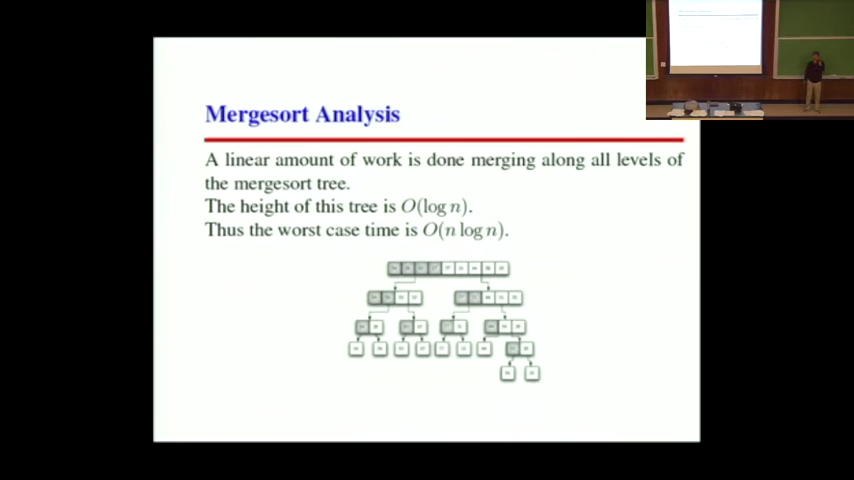 Mergesort Analysis
A linear amount of work is done merging along all levels of
the mergesort tree.
The height of this tree is O(log n).
Thus the worst case time is O(n log n).